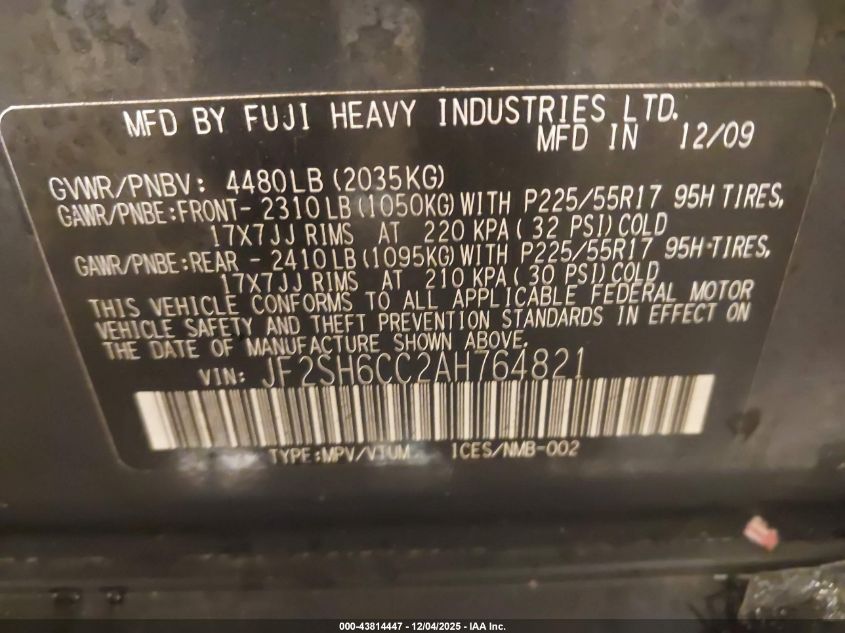 MFD BY FUJI HEAVY INDUSTRIES LTD.
MFD IN 12/09
GVWR/PNBV: 4480LB(2035KG)
GAWR/PNBE:FRONT- 2310LB(1050KG)WITH P225/55R17 95H TIRES,
17X7JJ RIMS AT 220 KPA( 32 PSI)COLD
GAWR/PNBE:REAR - 2410LB(1095KG)WITH P225/55R17 95H TIRES,
17X7JJ RIMS AT 210 KPA( 30 PSI)COLD
THIS VEHICLE CONFORMS TO ALL APPLICABLE FEDERAL MOTOR
VEHICLE SAFETY AND THEFT PREVENTION STANDARDS IN EFFECT ON
THE DATE OF MANUFACTURE SHOWN ABOVE.
VIN: JF2SH6CC2AH764821
TYPE:MPV/VTUM ICES/NMB-002
000-43814447 - 12/04/2025 - IAA Inc.